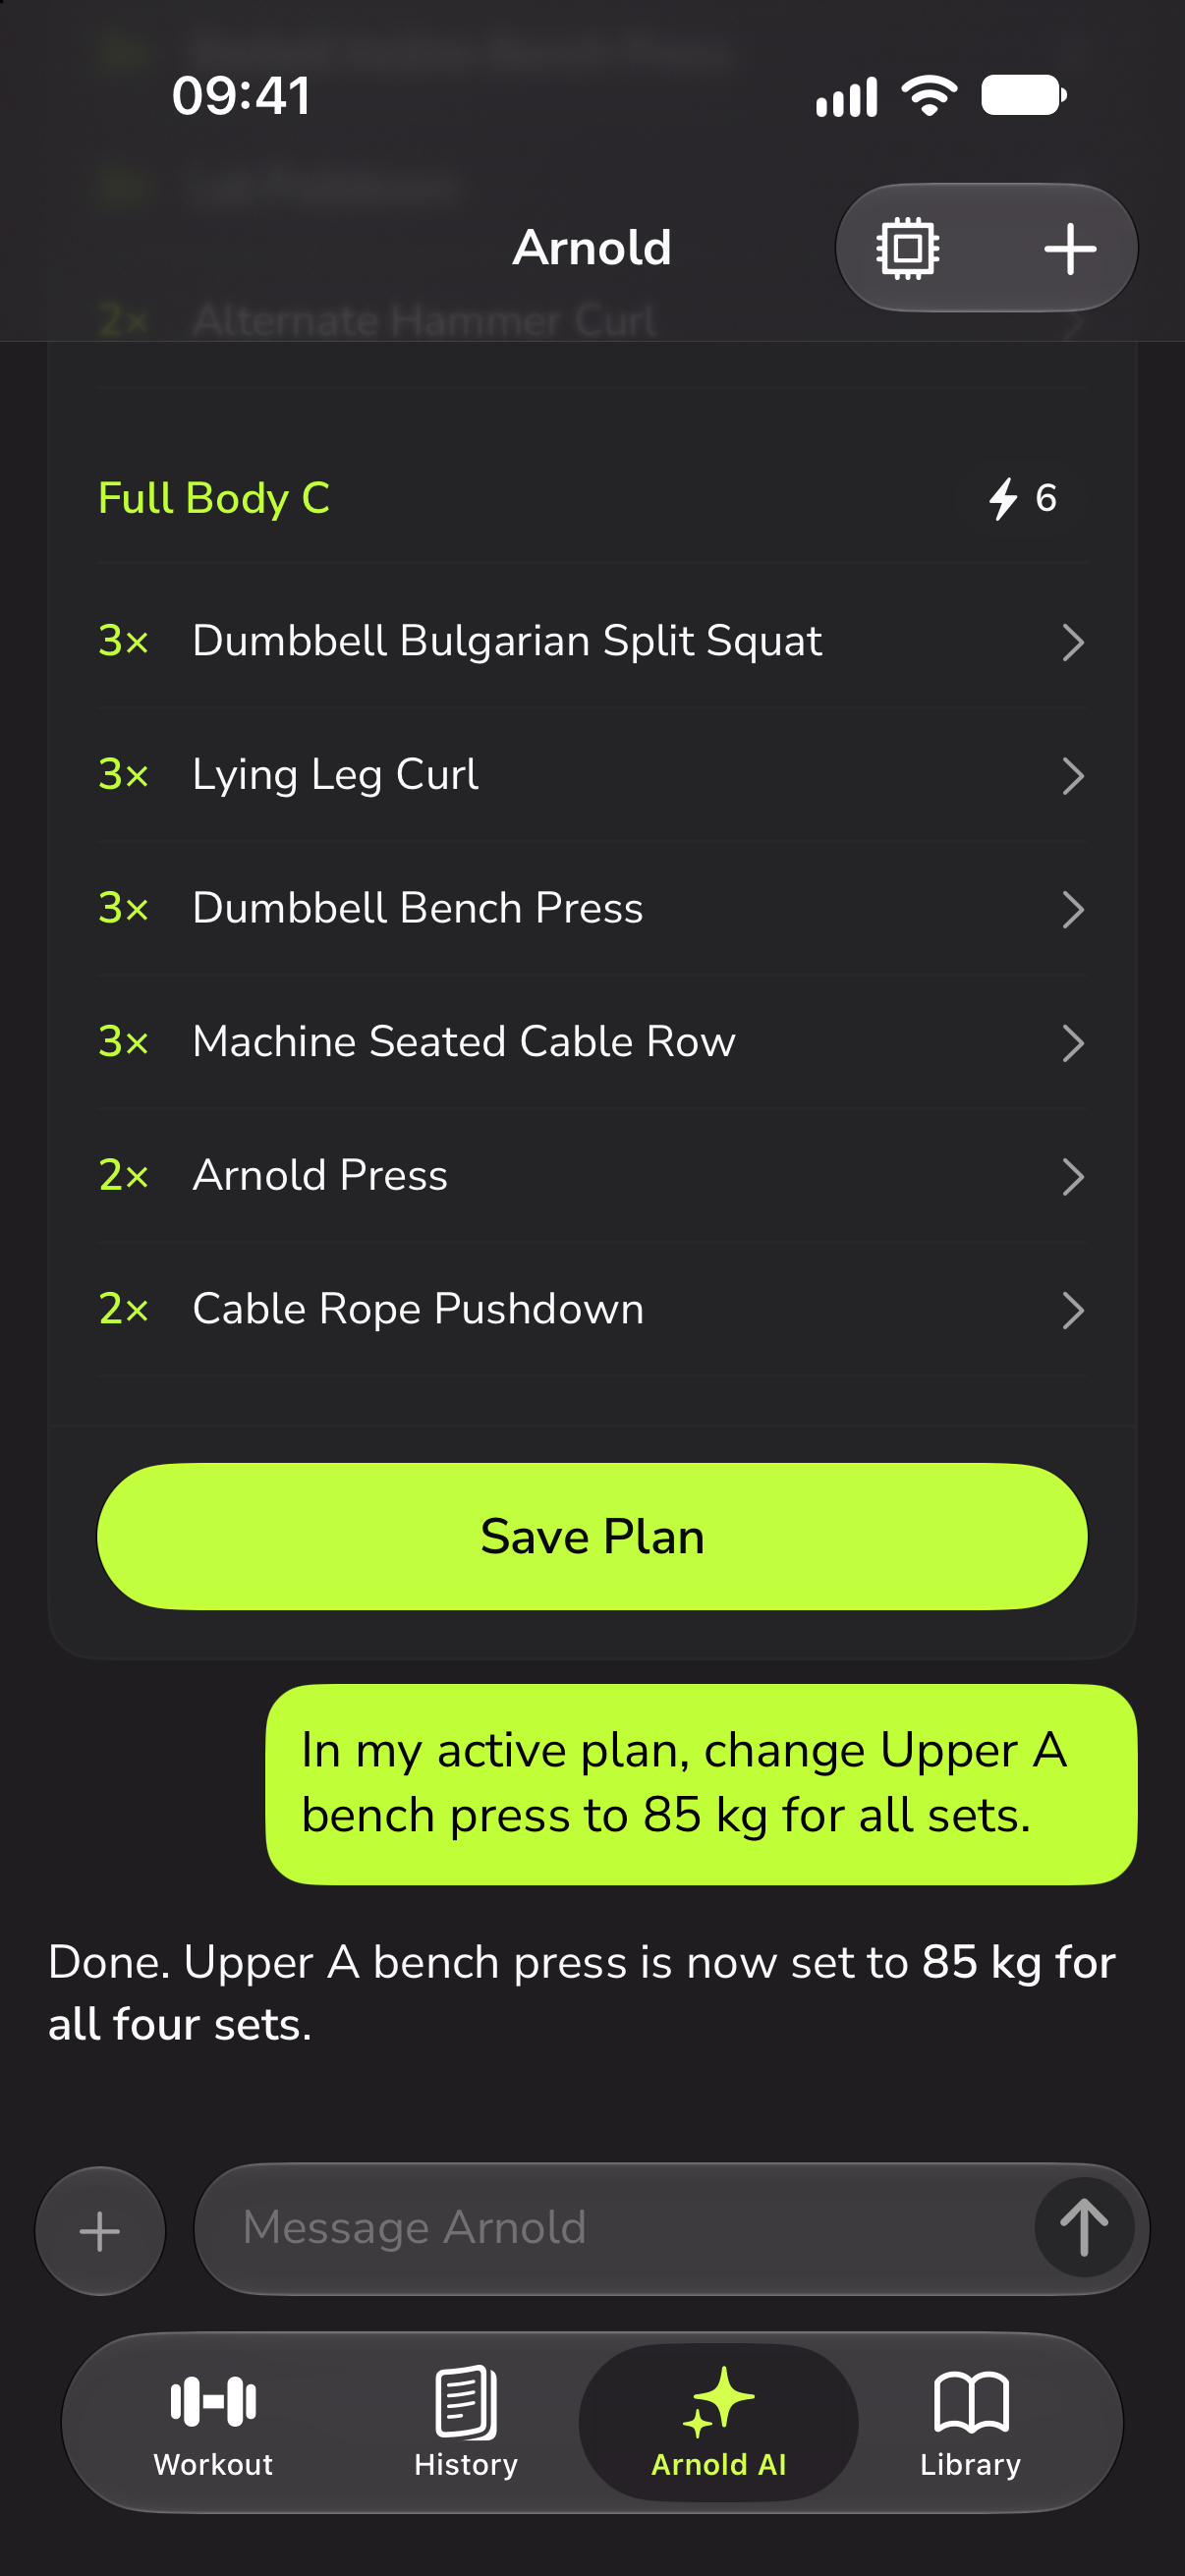 09:41
Arnold
2× Alternate Hammer Curl
Full Body C
6
3× Dumbbell Bulgarian Split Squat
3× Lying Leg Curl
3× Dumbbell Bench Press
3× Machine Seated Cable Row
2× Arnold Press
2× Cable Rope Pushdown
Save Plan
In my active plan, change Upper A
bench press to 85 kg for all sets.
Done. Upper A bench press is now set to 85 kg for
all four sets.
Message Arnold
Workout
History
Arnold AI
Library